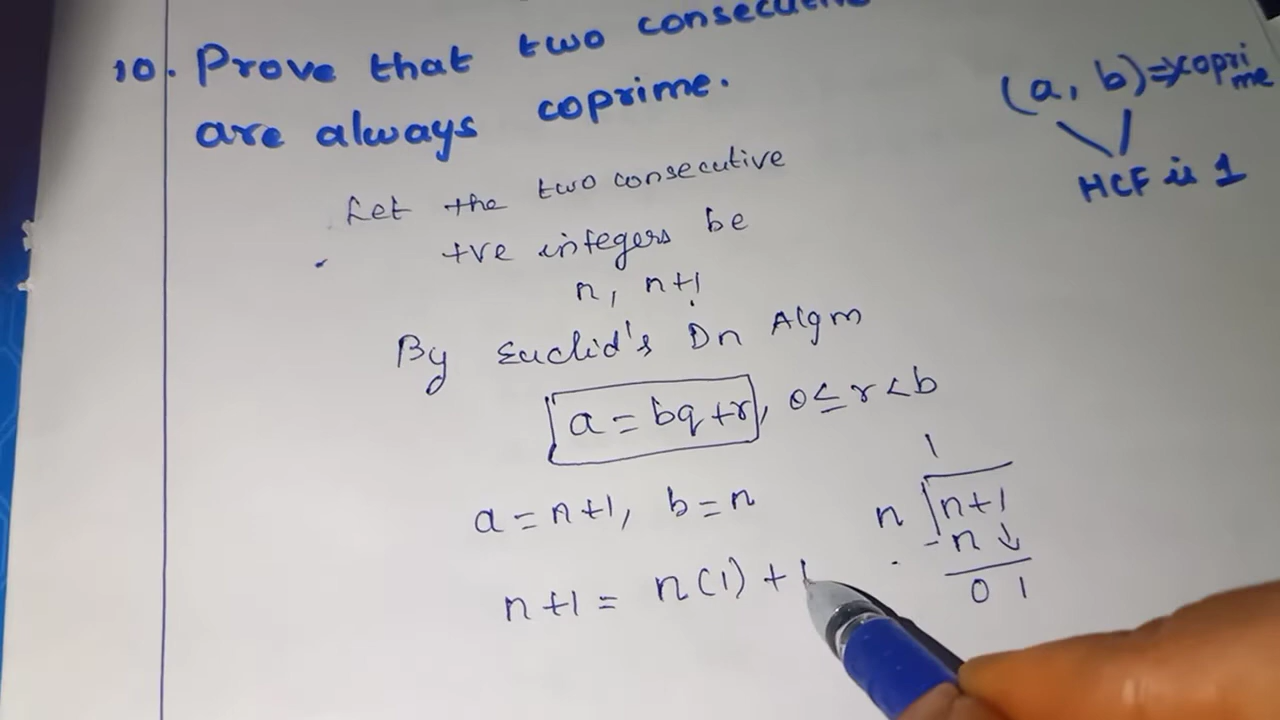 10. Prove that two consecutive
are always coprime.
(a, b) => coprime
HCF is 1
Let the two consecutive
+ve integers be
n, n+1
By Euclid's Dn Algm
a = bq + r, 0 ≤ r < b
a = n+1, b = n
1
n n+1
- n ↓
0 1
n+1 = n(1) + 1